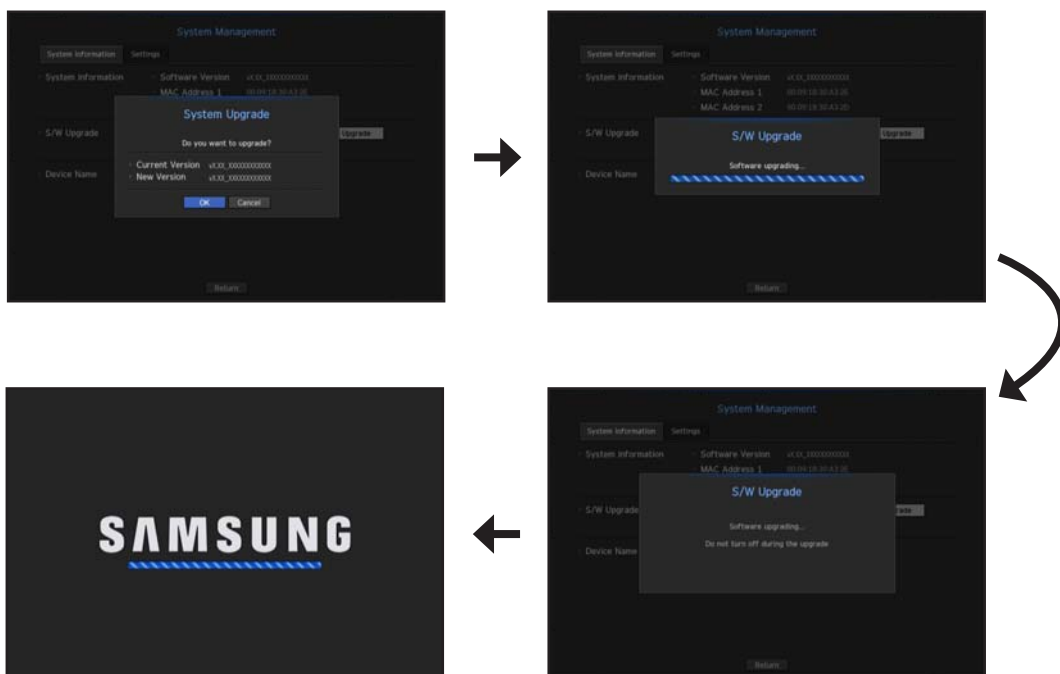 System Management
System Information Settings
System Information Software Version
MAC Address 1
System Upgrade
Do you want to upgrade?
Current Version
New Version
OK Cancel
S/W Upgrade Upgrade
Device Name
Return
System Management
System Information Settings
System Information Software Version
MAC Address 1
MAC Address 2
S/W Upgrade Upgrade
S/W Upgrade
Software upgrading...
Device Name
Return
System Management
System Information Settings
System Information Software Version
MAC Address 1
S/W Upgrade
S/W Upgrade
Software upgrading...
Do not turn off during the upgrade
Device Name
Return
SAMSUNG